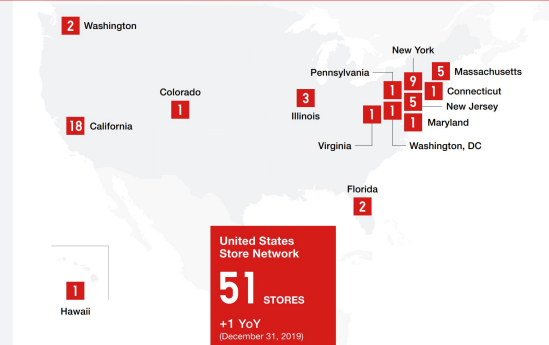 2 Washington
New York
9
Pennsylvania
1
5 Massachusetts
1 Connecticut
5 New Jersey
1 Maryland
1 Washington, DC
1
Virginia
Colorado
1
3
Illinois
18 California
Florida
2
1
Hawaii
United States
Store Network
51 STORES
+1 YoY
(December 31, 2019)